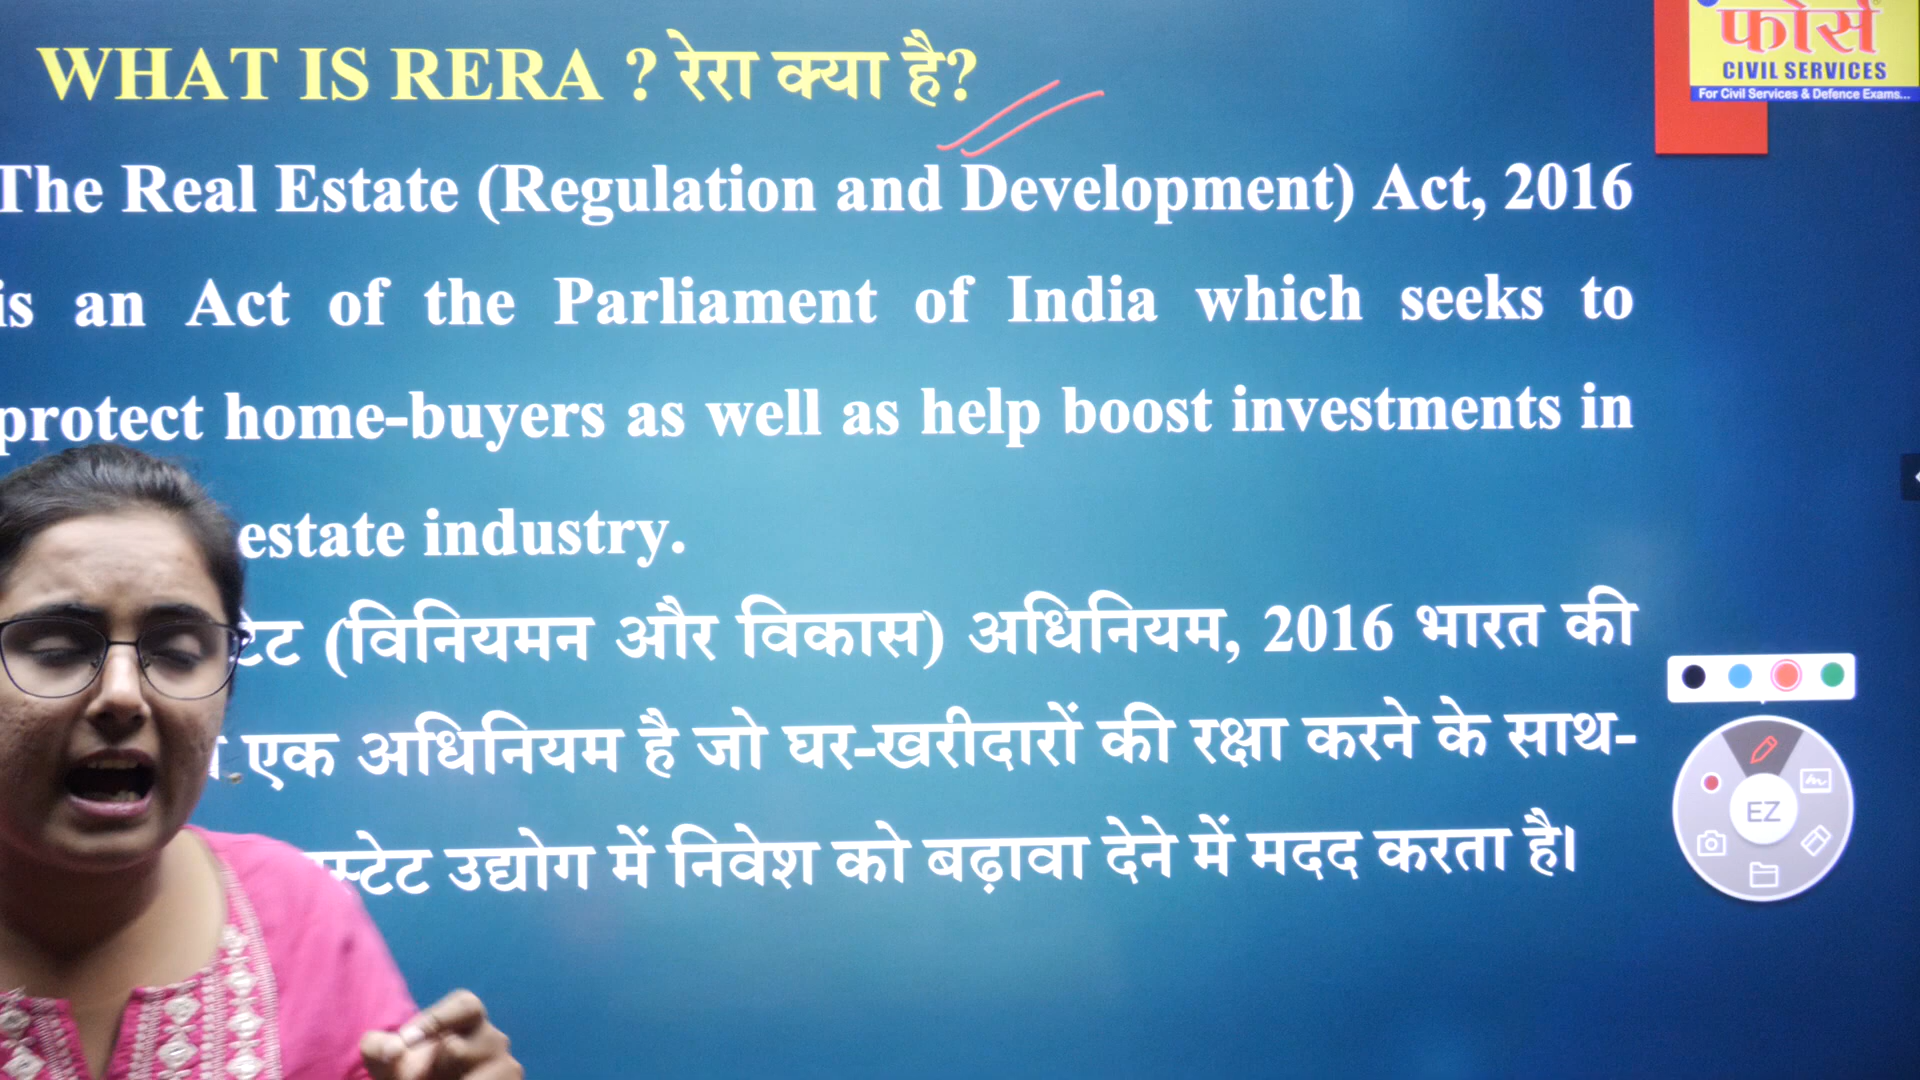 WHAT IS RERA ? रेरा क्या है?
फोर्स
CIVIL SERVICES
For Civil Services & Defence Exams...
The Real Estate (Regulation and Development) Act, 2016
is an Act of the Parliament of India which seeks to
protect home-buyers as well as help boost investments in
estate industry.
(विनियमन और विकास) अधिनियम, 2016 भारत की
एक अधिनियम है जो घर-खरीदारों की रक्षा करने के साथ-
स्टेट उद्योग में निवेश को बढ़ावा देने में मदद करता है।
EZ